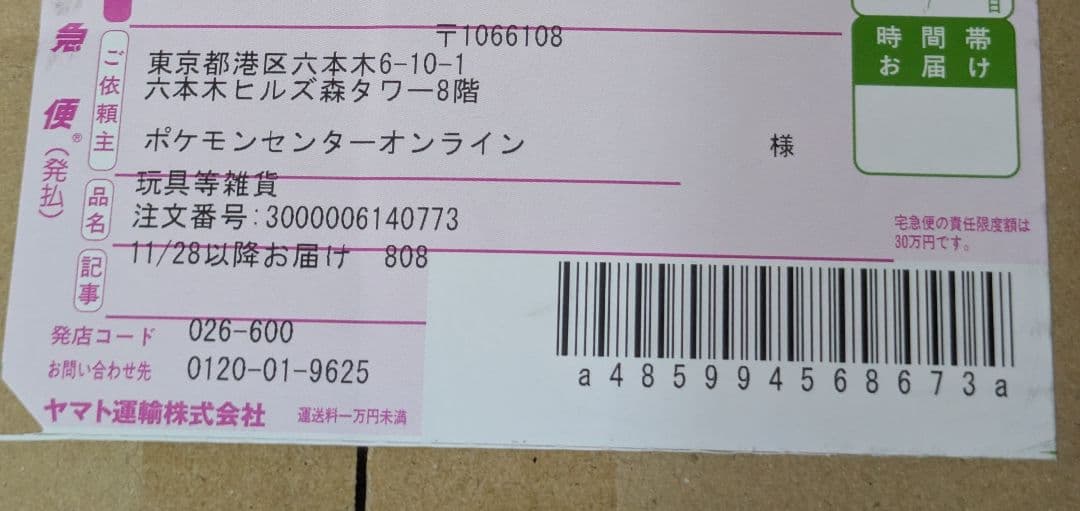 日
時間帯
お届け
急便®(発払)
ご依頼主
〒1066108
東京都港区六本木6-10-1
六本木ヒルズ森タワー8階
ポケモンセンターオンライン 様
品名
玩具等雑貨
注文番号:3000006140773
宅急便の責任限度額は
30万円です。
記事
11/28以降お届け 808
発店コード 026-600
お問い合わせ先 0120-01-9625
a485994568673a
ヤマト運輸株式会社 運送料一万円未満